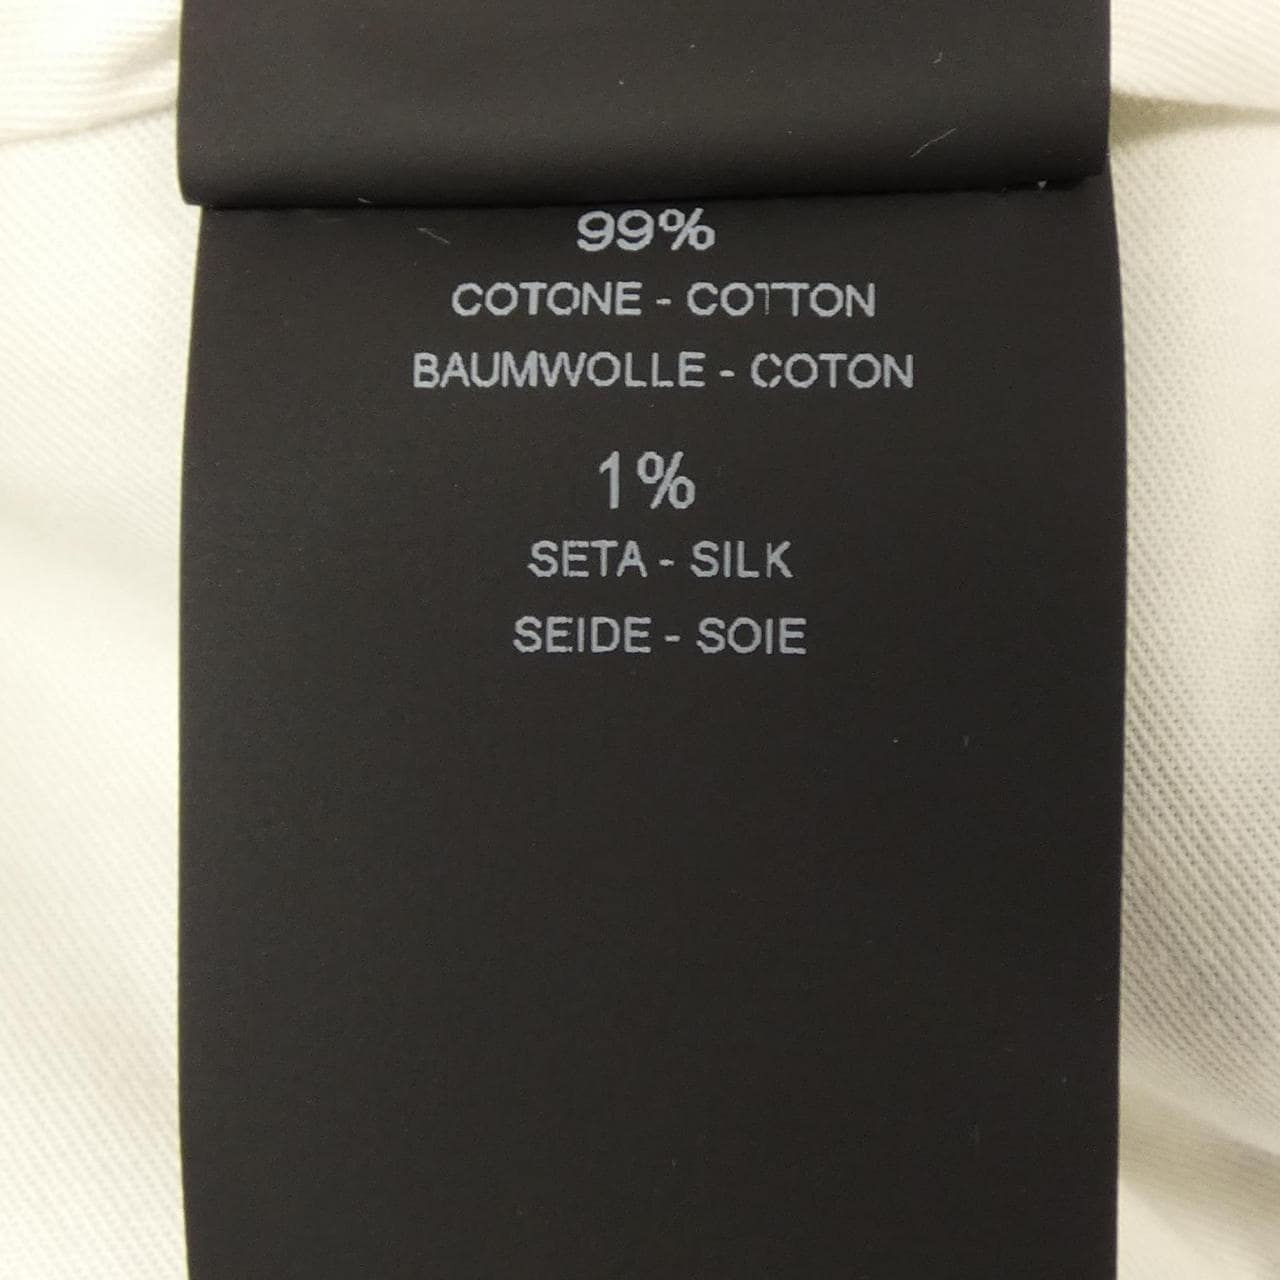 99%
COTONE - COTTON
BAUMWOLLE - COTON
1%
SETA - SILK
SEIDE - SOIE